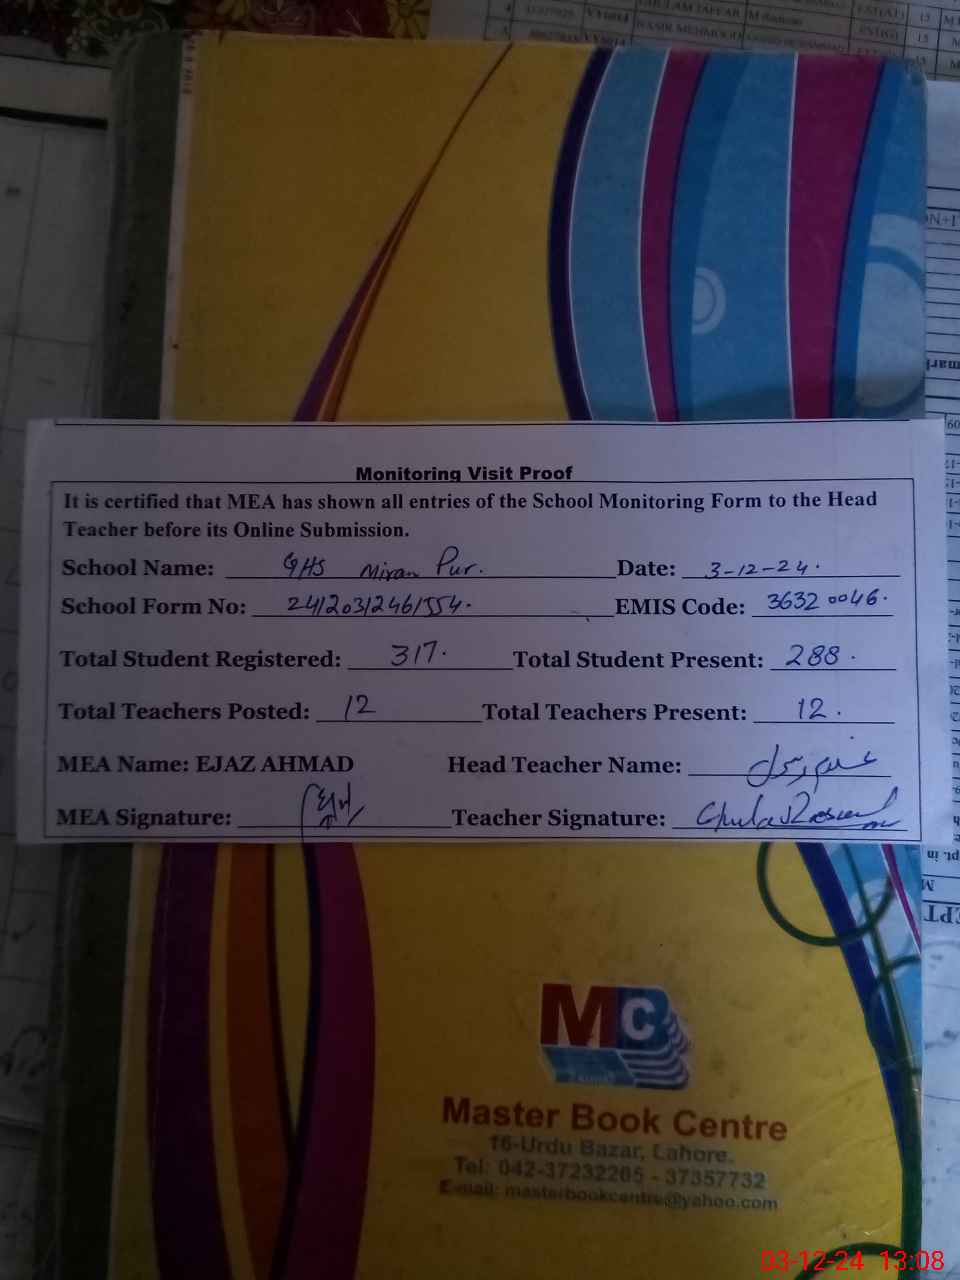 Monitoring Visit Proof
It is certified that MEA has shown all entries of the School Monitoring Form to the Head
Teacher before its Online Submission.
School Name: GHS Miran Pur. Date: 3-12-24.
School Form No: 24120312461554. EMIS Code: 36320046.
Total Student Registered: 317. Total Student Present: 288.
Total Teachers Posted: 12 Total Teachers Present: 12.
MEA Name: EJAZ AHMAD Head Teacher Name: غلام رسول
MEA Signature: Teacher Signature:
MC
Master Book Centre
16-Urdu Bazar, Lahore.
Tel: 042-37232265 - 37357732
E-mail: masterbookcentre@yahoo.com
03-12-24 13:08